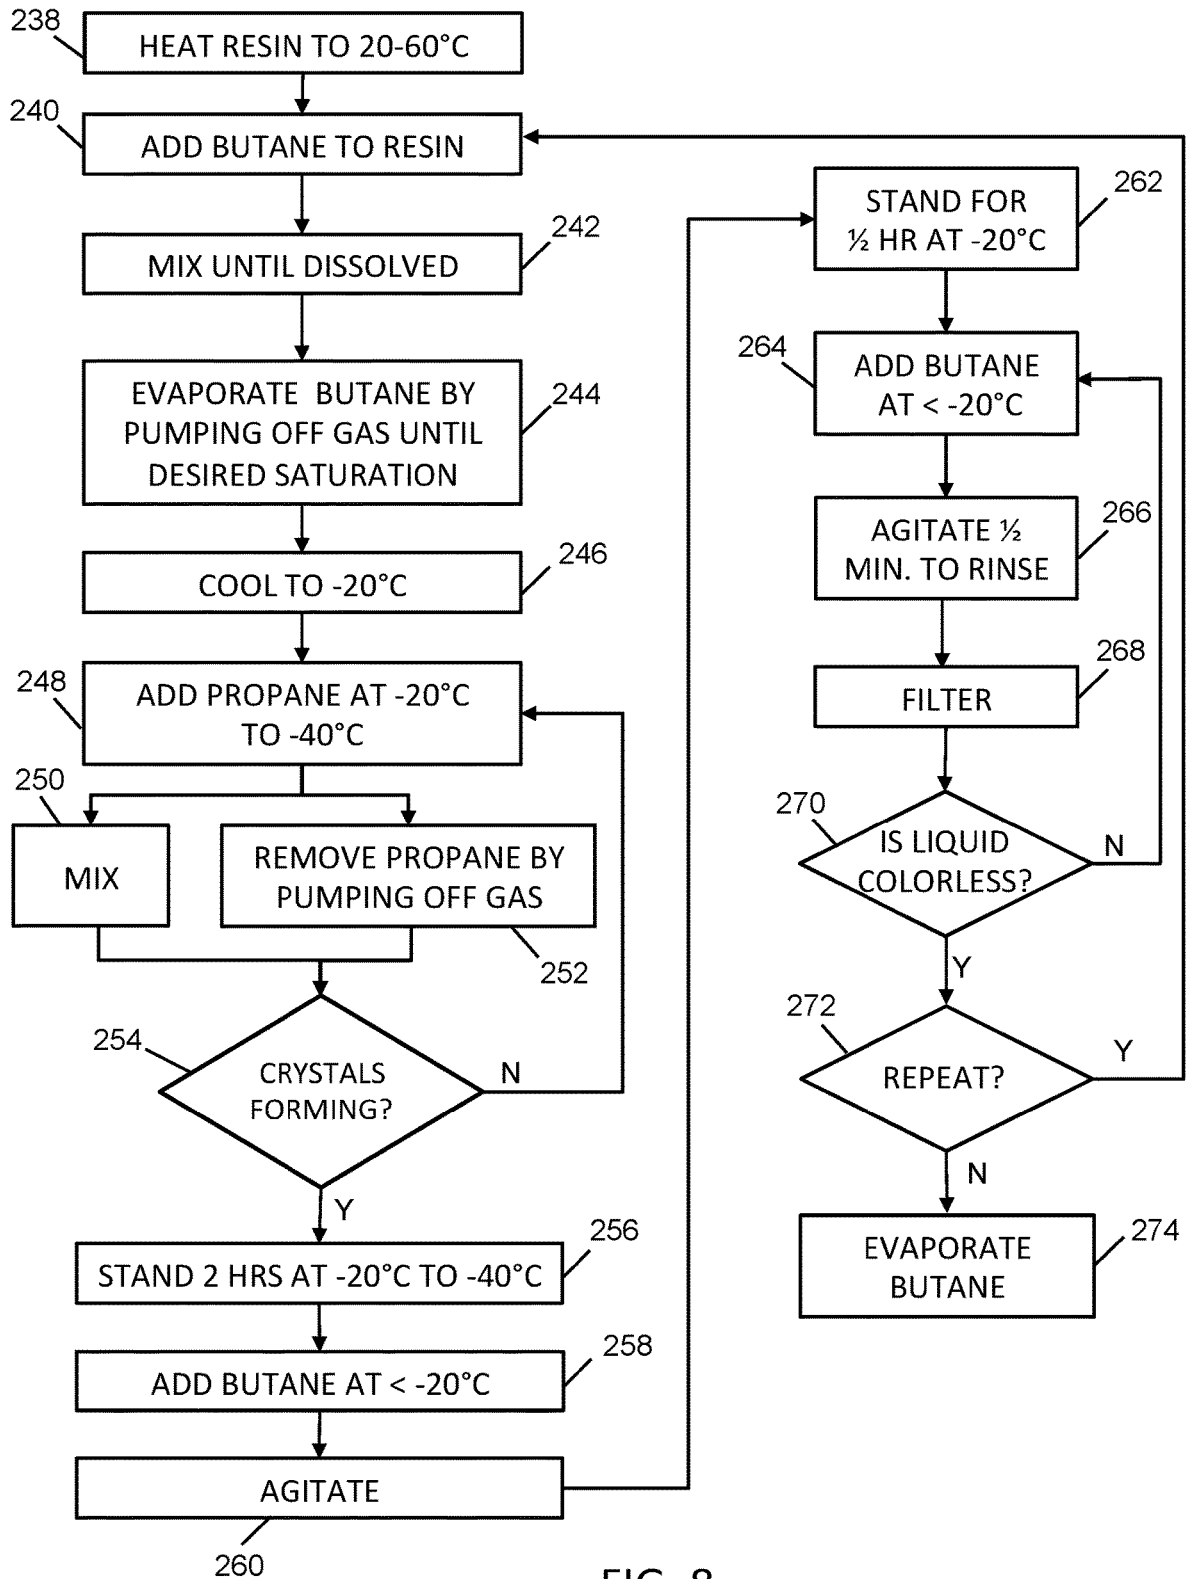 238
HEAT RESIN TO 20-60°C
240
ADD BUTANE TO RESIN
242
MIX UNTIL DISSOLVED
244
EVAPORATE BUTANE BY
PUMPING OFF GAS UNTIL
DESIRED SATURATION
246
COOL TO -20°C
248
ADD PROPANE AT -20°C
TO -40°C
250
MIX
REMOVE PROPANE BY
PUMPING OFF GAS
252
254
CRYSTALS
FORMING?
N
Y
256
STAND 2 HRS AT -20°C TO -40°C
258
ADD BUTANE AT < -20°C
AGITATE
260
262
STAND FOR
½ HR AT -20°C
264
ADD BUTANE
AT < -20°C
266
AGITATE ½
MIN. TO RINSE
268
FILTER
270
IS LIQUID
COLORLESS?
N
Y
272
REPEAT?
Y
N
274
EVAPORATE
BUTANE
FIG. 8